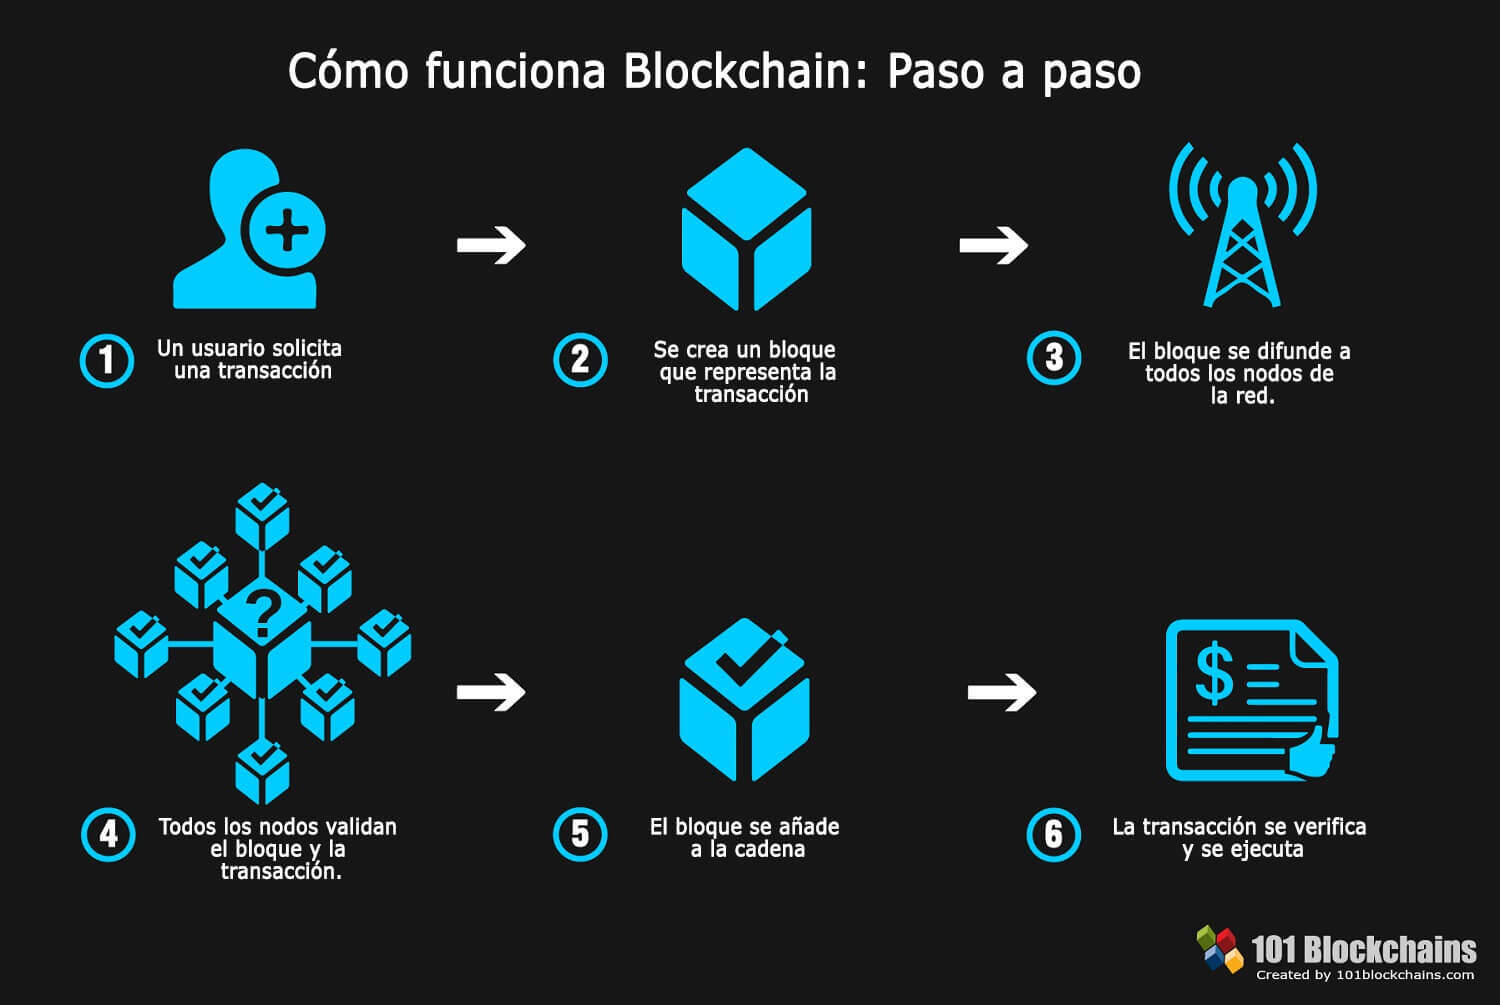 Cómo funciona Blockchain: Paso a paso
1
Un usuario solicita
una transacción
2
Se crea un bloque
que representa la
transacción
3
El bloque se difunde a
todos los nodos de
la red.
?
4
Todos los nodos validan
el bloque y la
transacción.
5
El bloque se añade
a la cadena
$
6
La transacción se verifica
y se ejecuta
101 Blockchains
Created by 101blockchains.com